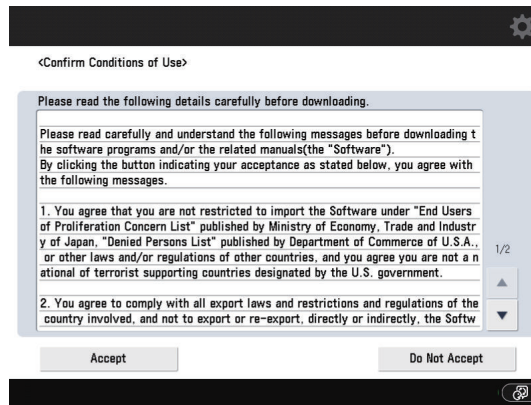 <Confirm Conditions of Use>
Please read the following details carefully before downloading.
Please read carefully and understand the following messages before downloading t
he software programs and/or the related manuals(the "Software").
By clicking the button indicating your acceptance as stated below, you agree with
the following messages.
1. You agree that you are not restricted to import the Software under "End Users
of Proliferation Concern List" published by Ministry of Economy, Trade and Industr
y of Japan, "Denied Persons List" published by Department of Commerce of U.S.A.,
or other laws and/or regulations of other countries, and you agree you are not a n
ational of terrorist supporting countries designated by the U.S. government.
2. You agree to comply with all export laws and restrictions and regulations of the
country involved, and not to export or re-export, directly or indirectly, the Softw
1/2
Accept
Do Not Accept